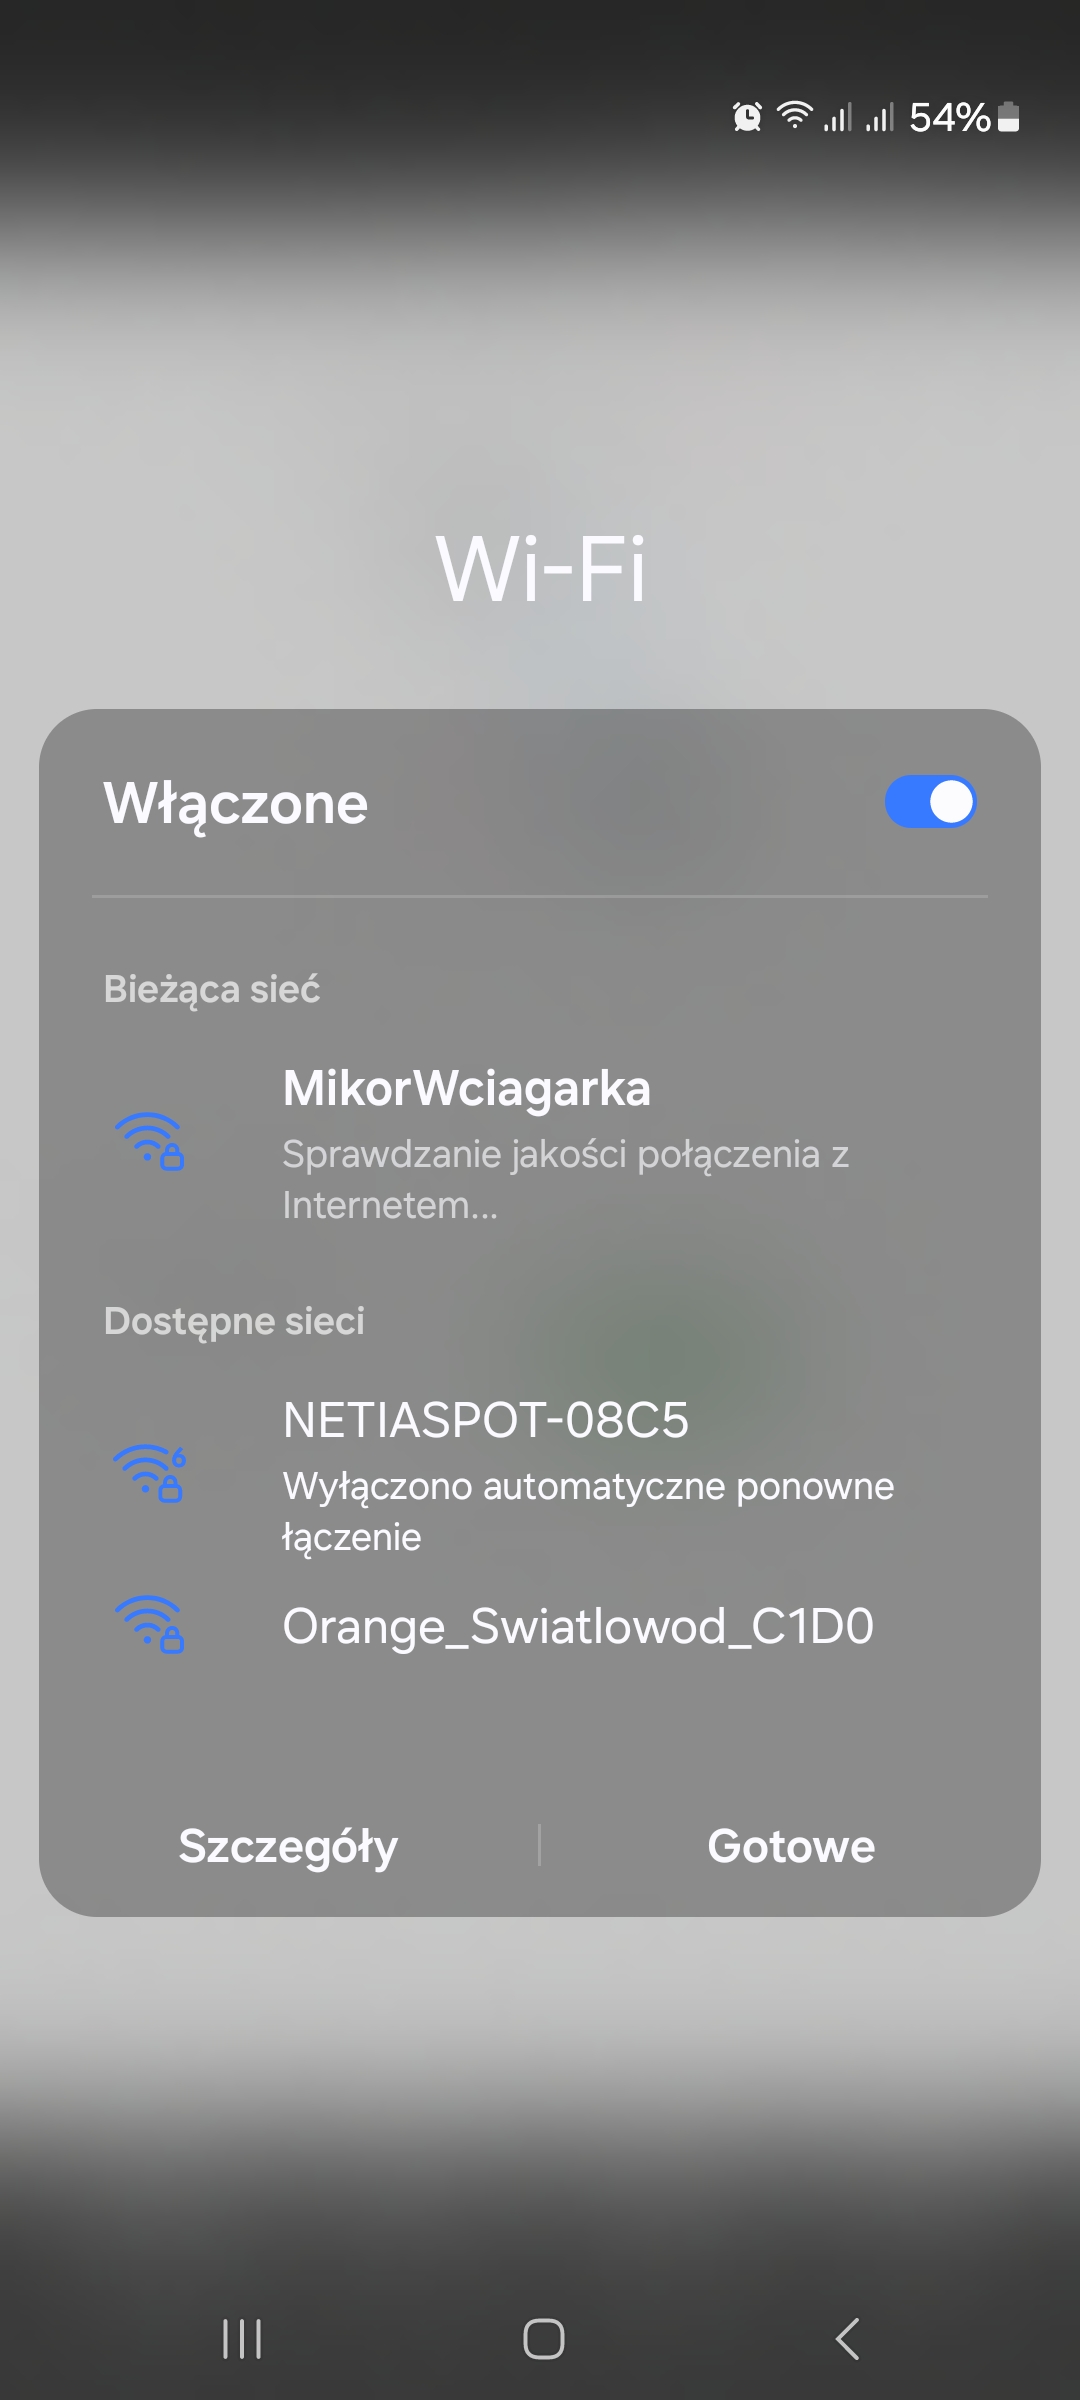 54%
Wi-Fi
Włączone
Bieżąca sieć
MikorWciagarka
Sprawdzanie jakości połączenia z
Internetem...
Dostępne sieci
NETIASPOT-08C5
6
Wyłączono automatyczne ponowne
łączenie
Orange_Swiatlowod_C1D0
Szczegóły
Gotowe